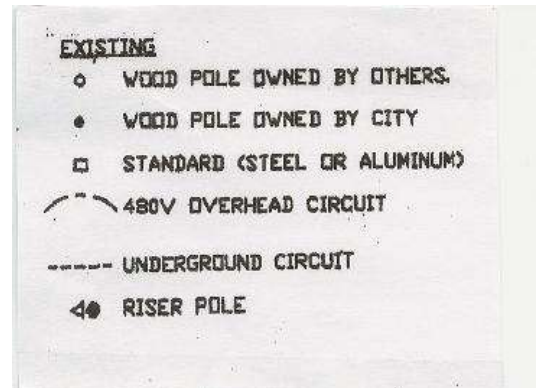 EXISTING
WOOD POLE OWNED BY OTHERS.
WOOD POLE OWNED BY CITY
STANDARD (STEEL OR ALUMINUM)
480V OVERHEAD CIRCUIT
UNDERGROUND CIRCUIT
RISER POLE